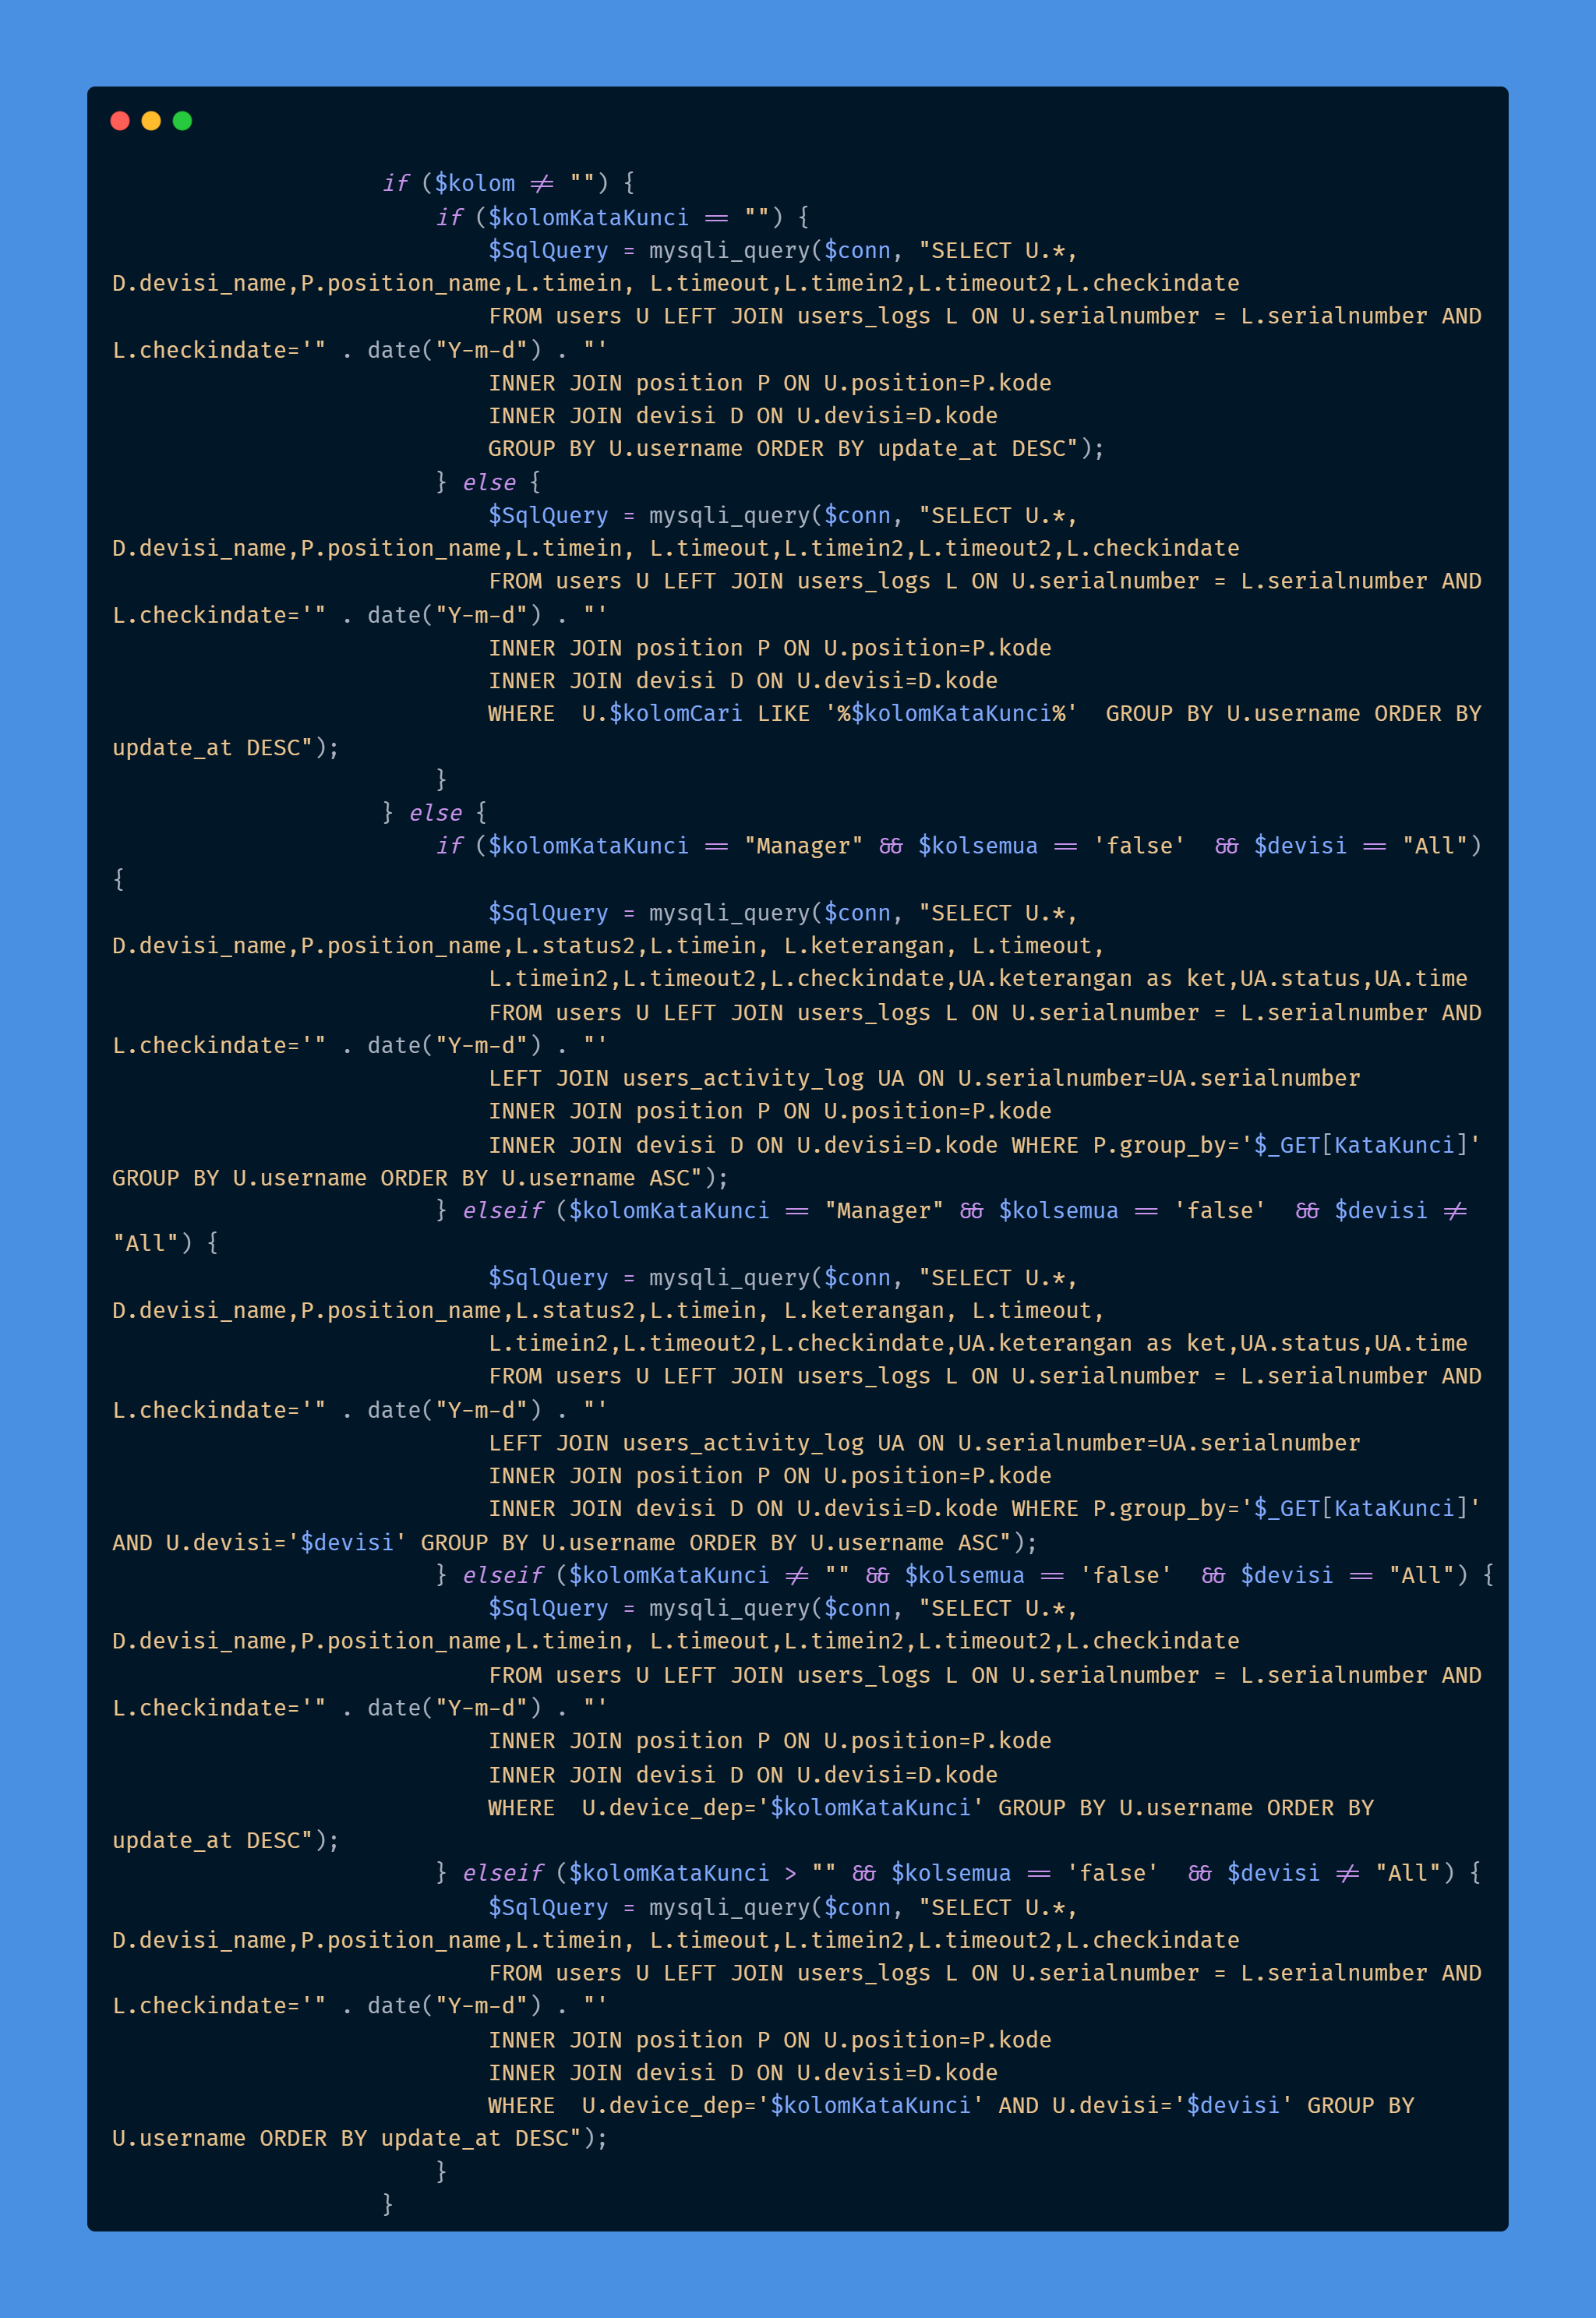 if ($kolom != "") {
if ($kolomKataKunci == "") {
$SqlQuery = mysqli_query($conn, "SELECT U.*,
D.devisi_name,P.position_name,L.timein, L.timeout,L.timein2,L.timeout2,L.checkindate
FROM users U LEFT JOIN users_logs L ON U.serialnumber = L.serialnumber AND
L.checkindate='" . date("Y-m-d") . "'
INNER JOIN position P ON U.position=P.kode
INNER JOIN devisi D ON U.devisi=D.kode
GROUP BY U.username ORDER BY update_at DESC");
} else {
$SqlQuery = mysqli_query($conn, "SELECT U.*,
D.devisi_name,P.position_name,L.timein, L.timeout,L.timein2,L.timeout2,L.checkindate
FROM users U LEFT JOIN users_logs L ON U.serialnumber = L.serialnumber AND
L.checkindate='" . date("Y-m-d") . "'
INNER JOIN position P ON U.position=P.kode
INNER JOIN devisi D ON U.devisi=D.kode
WHERE  U.$kolomCari LIKE '%$kolomKataKunci%'  GROUP BY U.username ORDER BY
update_at DESC");
}
} else {
if ($kolomKataKunci == "Manager" && $kolsemua == 'false'  && $devisi == "All")
{
$SqlQuery = mysqli_query($conn, "SELECT U.*,
D.devisi_name,P.position_name,L.status2,L.timein, L.keterangan, L.timeout,
L.timein2,L.timeout2,L.checkindate,UA.keterangan as ket,UA.status,UA.time
FROM users U LEFT JOIN users_logs L ON U.serialnumber = L.serialnumber AND
L.checkindate='" . date("Y-m-d") . "'
LEFT JOIN users_activity_log UA ON U.serialnumber=UA.serialnumber
INNER JOIN position P ON U.position=P.kode
INNER JOIN devisi D ON U.devisi=D.kode WHERE P.group_by='$_GET[KataKunci]'
GROUP BY U.username ORDER BY U.username ASC");
} elseif ($kolomKataKunci == "Manager" && $kolsemua == 'false'  && $devisi !=
"All") {
$SqlQuery = mysqli_query($conn, "SELECT U.*,
D.devisi_name,P.position_name,L.status2,L.timein, L.keterangan, L.timeout,
L.timein2,L.timeout2,L.checkindate,UA.keterangan as ket,UA.status,UA.time
FROM users U LEFT JOIN users_logs L ON U.serialnumber = L.serialnumber AND
L.checkindate='" . date("Y-m-d") . "'
LEFT JOIN users_activity_log UA ON U.serialnumber=UA.serialnumber
INNER JOIN position P ON U.position=P.kode
INNER JOIN devisi D ON U.devisi=D.kode WHERE P.group_by='$_GET[KataKunci]'
AND U.devisi='$devisi' GROUP BY U.username ORDER BY U.username ASC");
} elseif ($kolomKataKunci != "" && $kolsemua == 'false'  && $devisi == "All") {
$SqlQuery = mysqli_query($conn, "SELECT U.*,
D.devisi_name,P.position_name,L.timein, L.timeout,L.timein2,L.timeout2,L.checkindate
FROM users U LEFT JOIN users_logs L ON U.serialnumber = L.serialnumber AND
L.checkindate='" . date("Y-m-d") . "'
INNER JOIN position P ON U.position=P.kode
INNER JOIN devisi D ON U.devisi=D.kode
WHERE  U.device_dep='$kolomKataKunci' GROUP BY U.username ORDER BY
update_at DESC");
} elseif ($kolomKataKunci > "" && $kolsemua == 'false'  && $devisi != "All") {
$SqlQuery = mysqli_query($conn, "SELECT U.*,
D.devisi_name,P.position_name,L.timein, L.timeout,L.timein2,L.timeout2,L.checkindate
FROM users U LEFT JOIN users_logs L ON U.serialnumber = L.serialnumber AND
L.checkindate='" . date("Y-m-d") . "'
INNER JOIN position P ON U.position=P.kode
INNER JOIN devisi D ON U.devisi=D.kode
WHERE  U.device_dep='$kolomKataKunci' AND U.devisi='$devisi' GROUP BY
U.username ORDER BY update_at DESC");
}
}